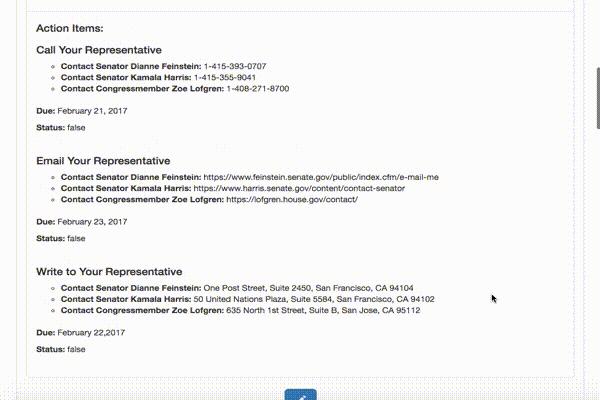 Action Items:
Call Your Representative
Contact Senator Dianne Feinstein: 1-415-393-0707
Contact Senator Kamala Harris: 1-415-355-9041
Contact Congressmember Zoe Lofgren: 1-408-271-8700
Due: February 21, 2017
Status: false
Email Your Representative
Contact Senator Dianne Feinstein: https://www.feinstein.senate.gov/public/index.cfm/e-mail-me
Contact Senator Kamala Harris: https://www.harris.senate.gov/content/contact-senator
Contact Congressmember Zoe Lofgren: https://lofgren.house.gov/contact/
Due: February 23, 2017
Status: false
Write to Your Representative
Contact Senator Dianne Feinstein: One Post Street, Suite 2450, San Francisco, CA 94104
Contact Senator Kamala Harris: 50 United Nations Plaza, Suite 5584, San Francisco, CA 94102
Contact Congressmember Zoe Lofgren: 635 North 1st Street, Suite B, San Jose, CA 95112
Due: February 22,2017
Status: false